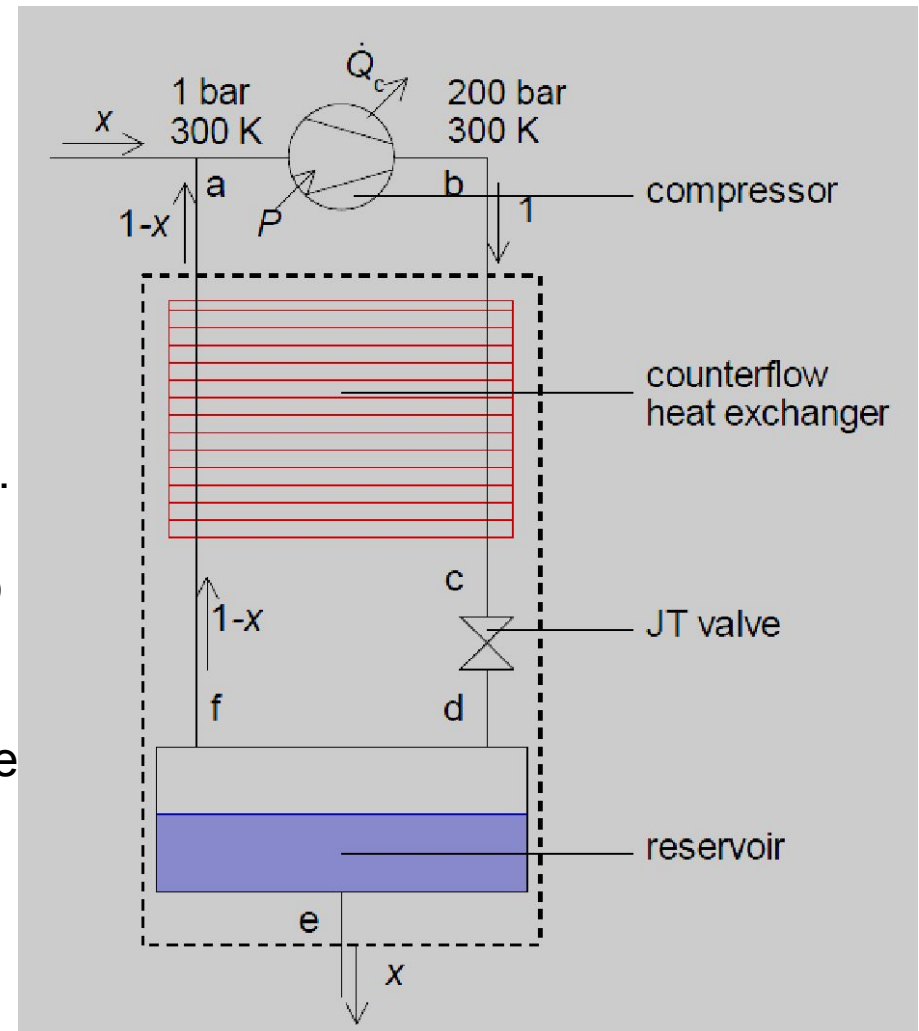 Q̇c
1 bar
300 K
200 bar
300 K
x
a
b
P
1
1-x
compressor
counterflow
heat exchanger
.
c
)
1-x
JT valve
f
d
e
reservoir
e
x